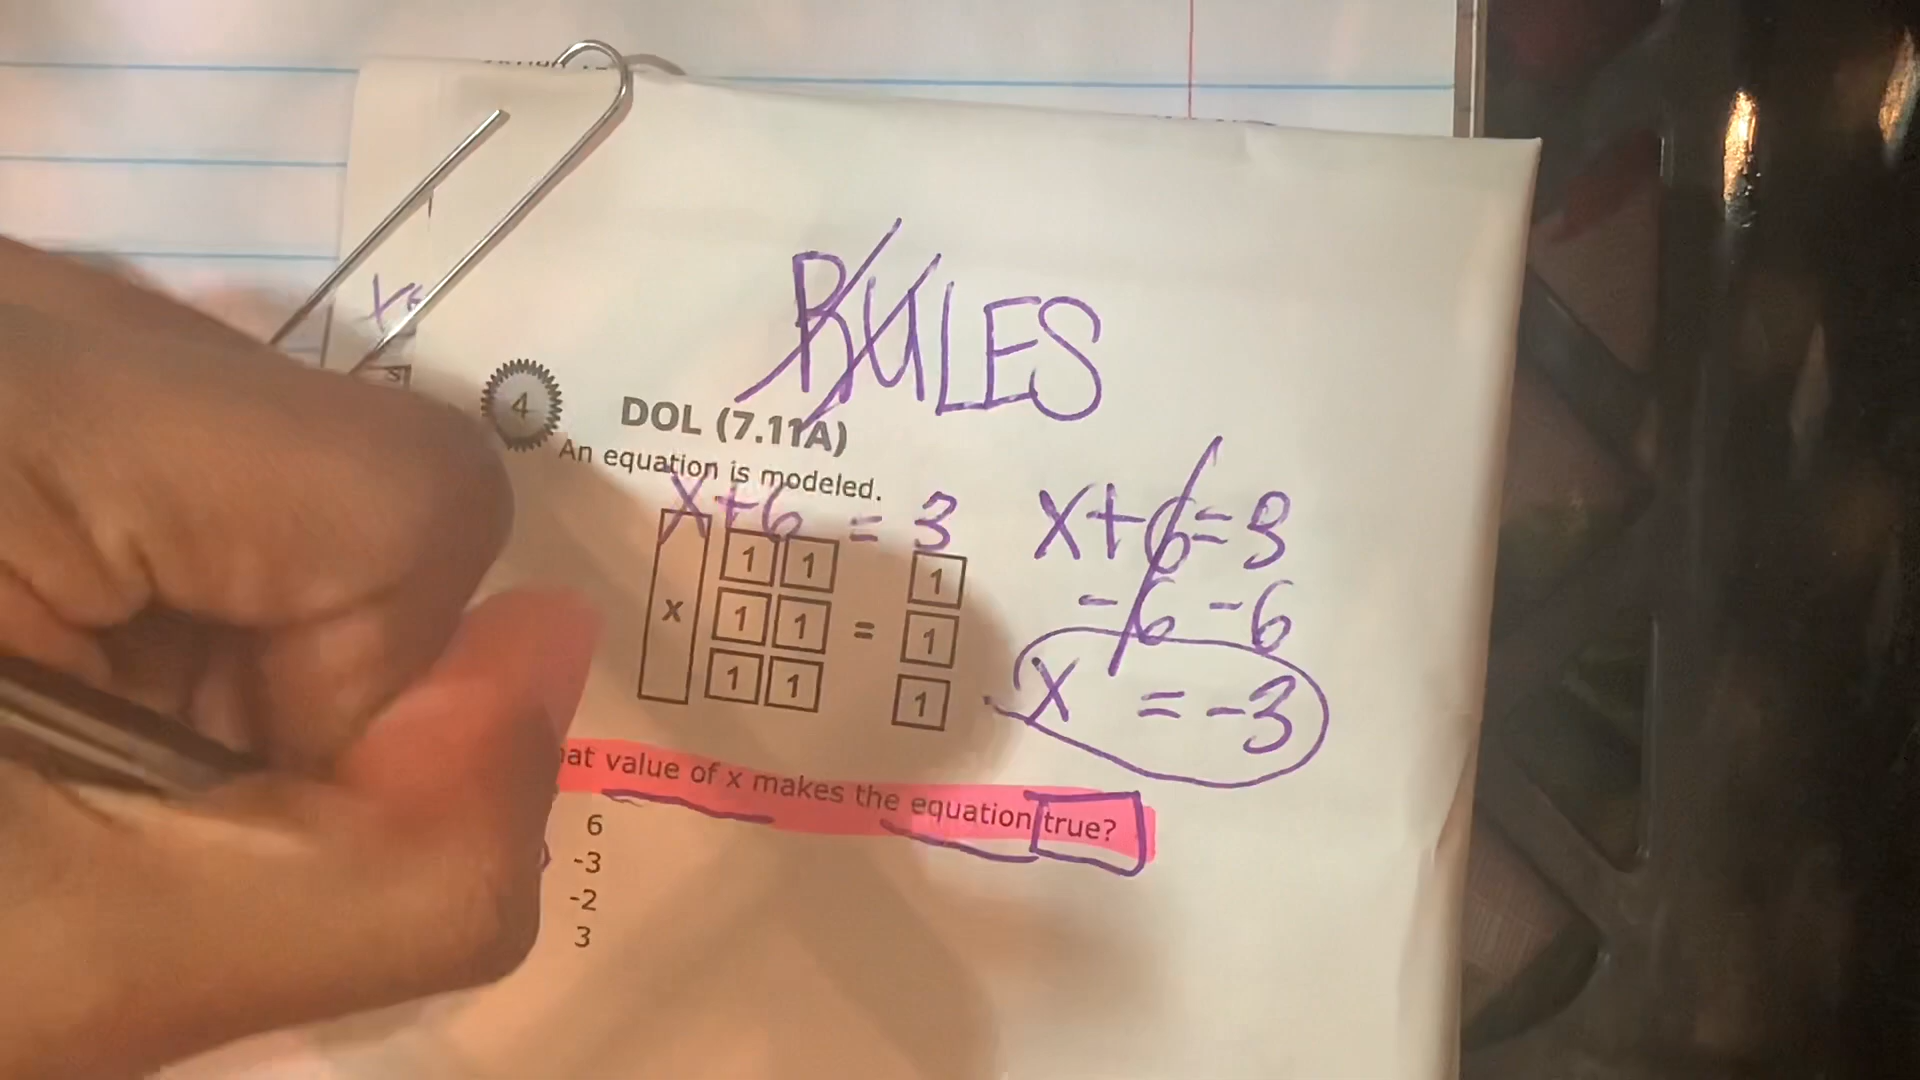 RULES
4
DOL (7.11A)
An equation is modeled.
x+6 = 3
x+6=3
-6 -6
x = -3
1 1 1
x 1 1 = 1
1 1 1
value of x makes the equation true?
6
-3
-2
3